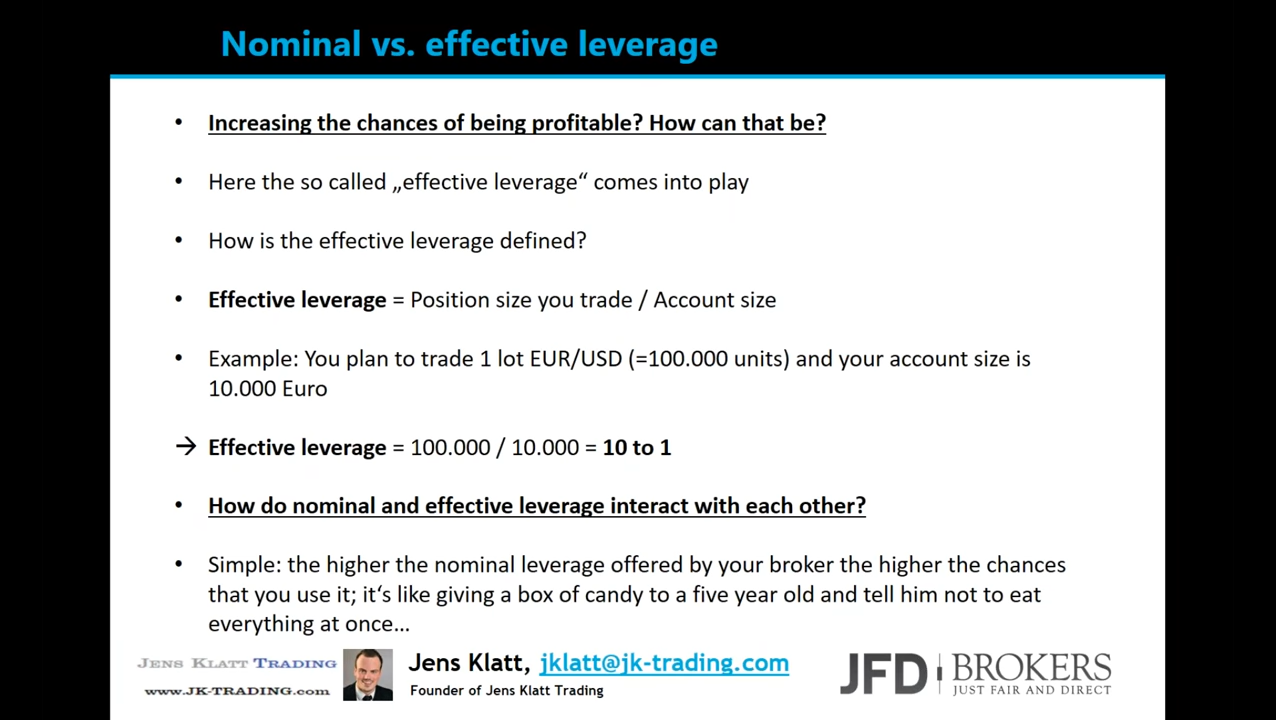 Nominal vs. effective leverage
• Increasing the chances of being profitable? How can that be?
• Here the so called „effective leverage“ comes into play
• How is the effective leverage defined?
• Effective leverage = Position size you trade / Account size
• Example: You plan to trade 1 lot EUR/USD (=100.000 units) and your account size is
10.000 Euro
→ Effective leverage = 100.000 / 10.000 = 10 to 1
• How do nominal and effective leverage interact with each other?
• Simple: the higher the nominal leverage offered by your broker the higher the chances
that you use it; it‘s like giving a box of candy to a five year old and tell him not to eat
everything at once…
JENS KLATT TRADING
www.JK-TRADING.com
Jens Klatt, jklatt@jk-trading.com
Founder of Jens Klatt Trading
JFD BROKERS
JUST FAIR AND DIRECT